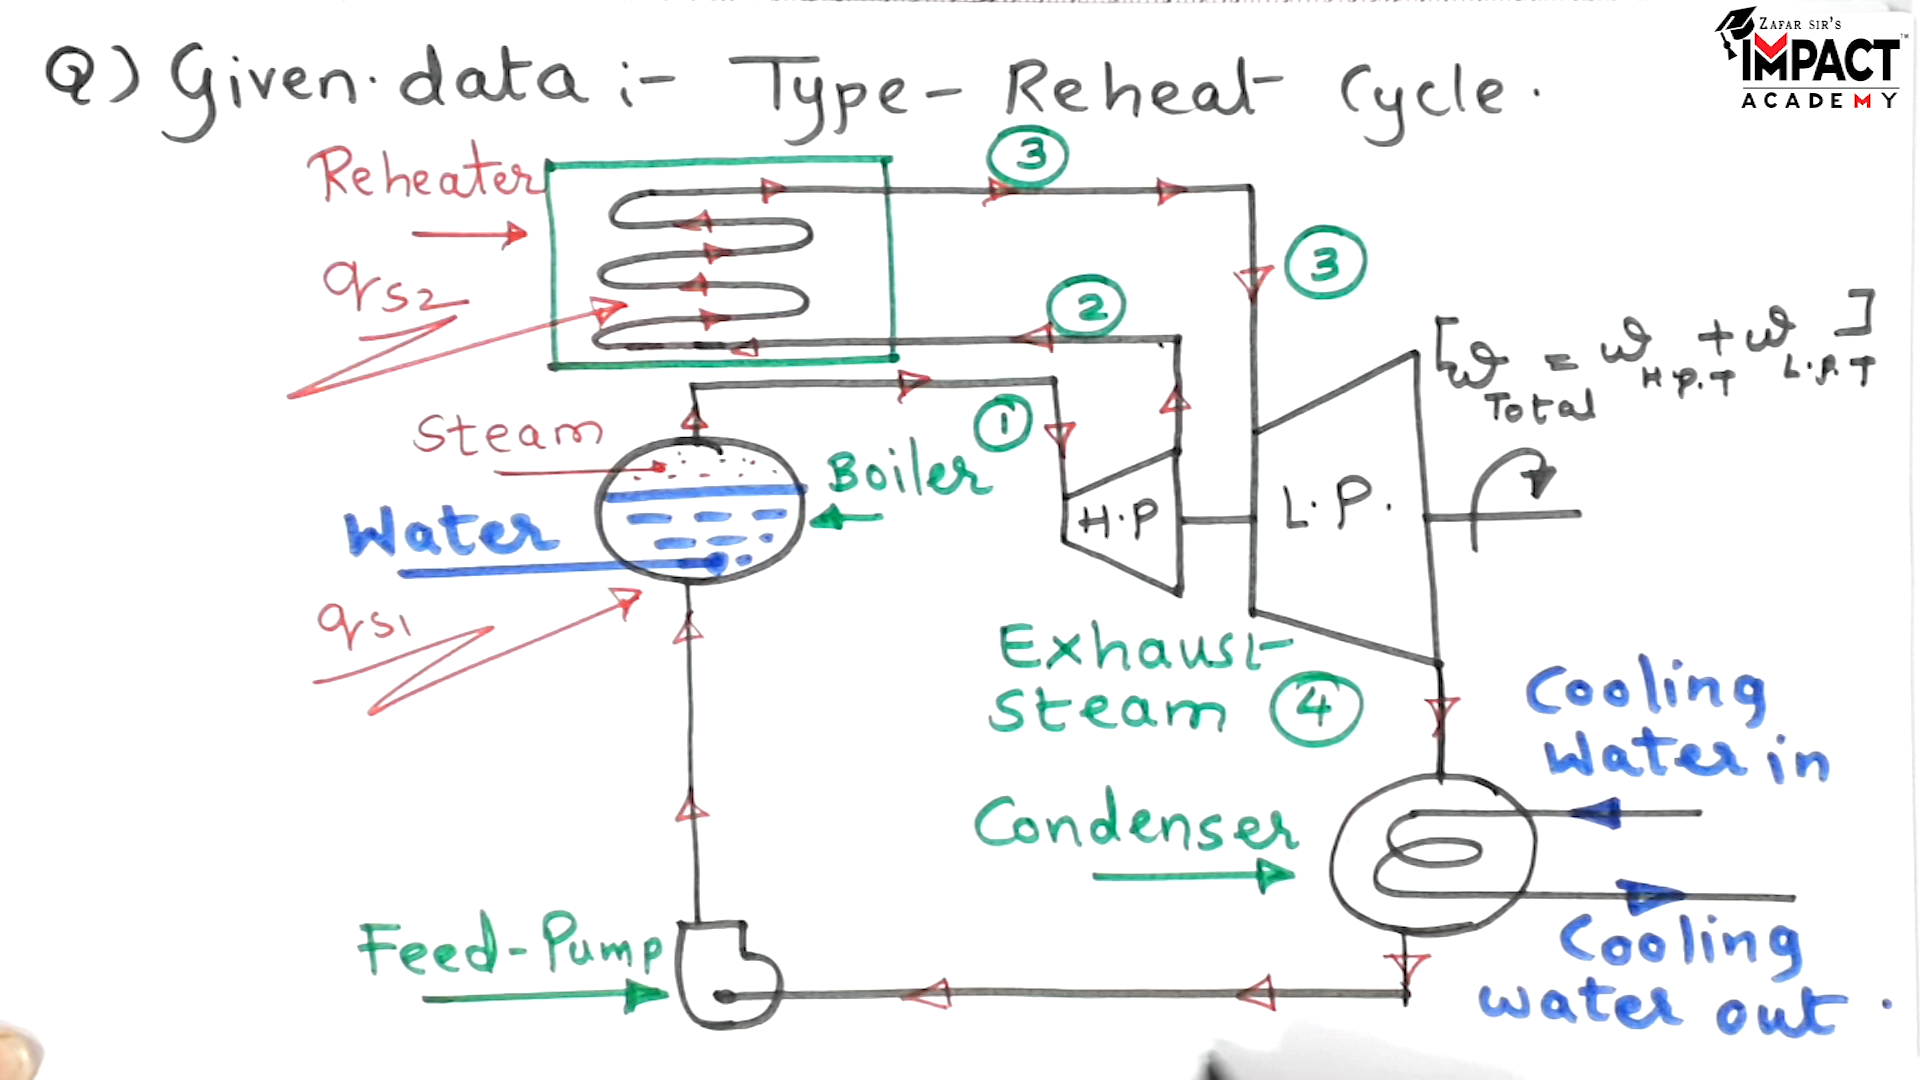 ZAFAR SIR'S
IMPACT™
ACADEMY
Q) Given data :- Type - Reheat Cycle.
3
Reheater
3
qs2
2
[w Total = w H.P.T + w L.P.T]
Steam
1
Boiler
Water
H.P
L.P.
qs1
Exhaust
Steam 4
Cooling
Water in
Condenser
Feed-Pump
Cooling
water out.